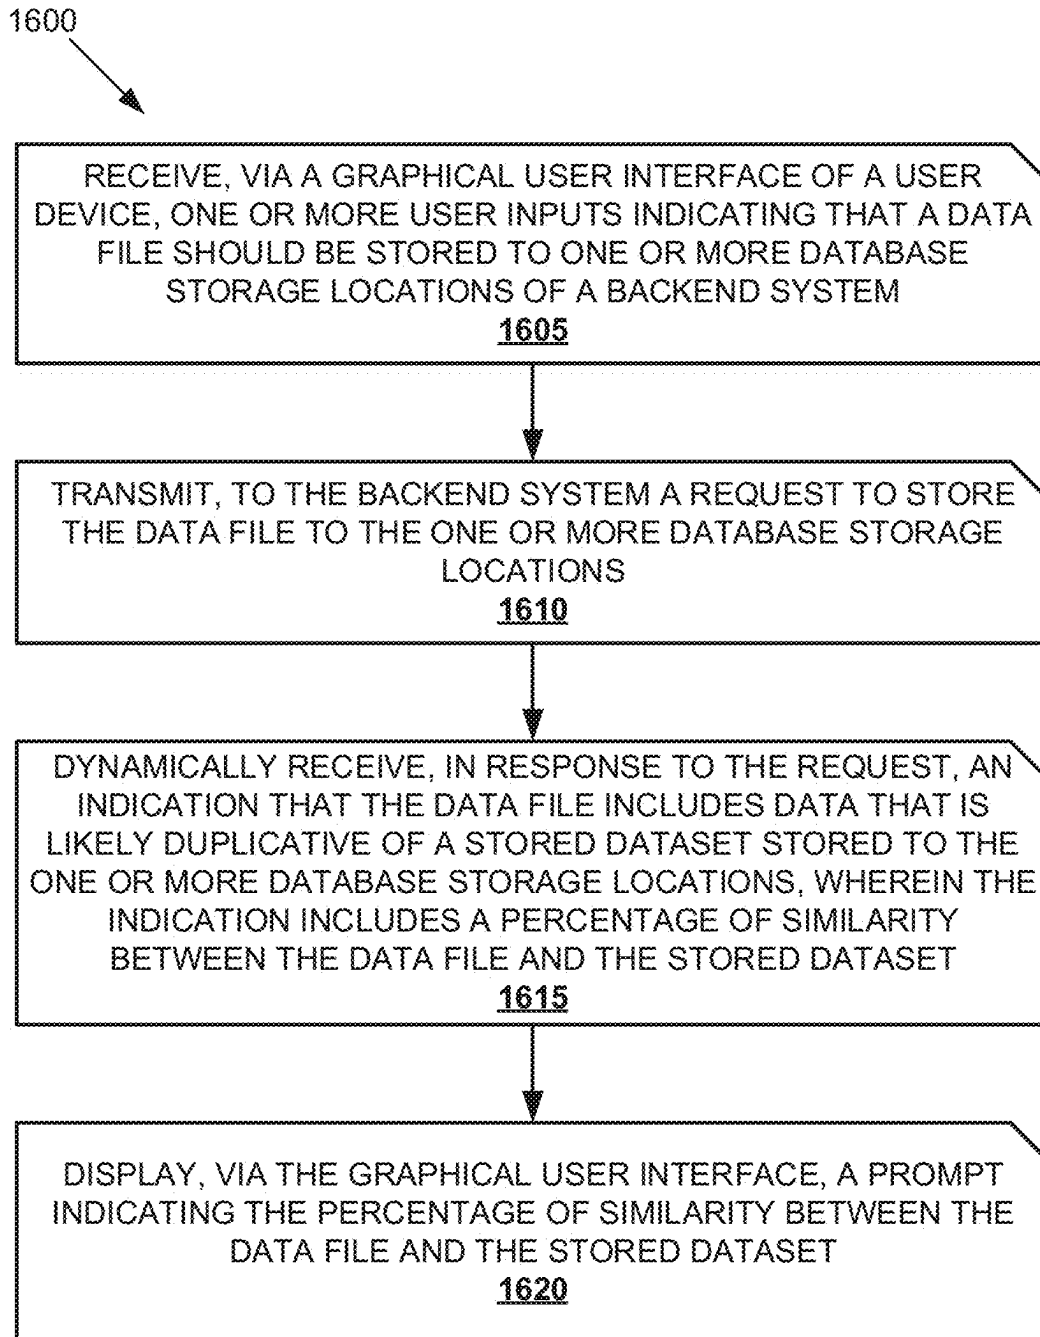 1600
RECEIVE, VIA A GRAPHICAL USER INTERFACE OF A USER
DEVICE, ONE OR MORE USER INPUTS INDICATING THAT A DATA
FILE SHOULD BE STORED TO ONE OR MORE DATABASE
STORAGE LOCATIONS OF A BACKEND SYSTEM
1605
TRANSMIT, TO THE BACKEND SYSTEM A REQUEST TO STORE
THE DATA FILE TO THE ONE OR MORE DATABASE STORAGE
LOCATIONS
1610
DYNAMICALLY RECEIVE, IN RESPONSE TO THE REQUEST, AN
INDICATION THAT THE DATA FILE INCLUDES DATA THAT IS
LIKELY DUPLICATIVE OF A STORED DATASET STORED TO THE
ONE OR MORE DATABASE STORAGE LOCATIONS, WHEREIN THE
INDICATION INCLUDES A PERCENTAGE OF SIMILARITY
BETWEEN THE DATA FILE AND THE STORED DATASET
1615
DISPLAY, VIA THE GRAPHICAL USER INTERFACE, A PROMPT
INDICATING THE PERCENTAGE OF SIMILARITY BETWEEN THE
DATA FILE AND THE STORED DATASET
1620